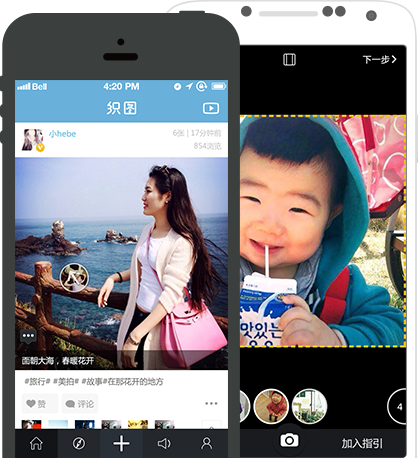 Bell
4:20 PM
织图
小hebe
6张 | 17分钟前
854浏览
面朝大海，春暖花开
#旅行# #美拍# #故事#在那花开的地方
赞
评论
下一步
맛있는
4
加入指引